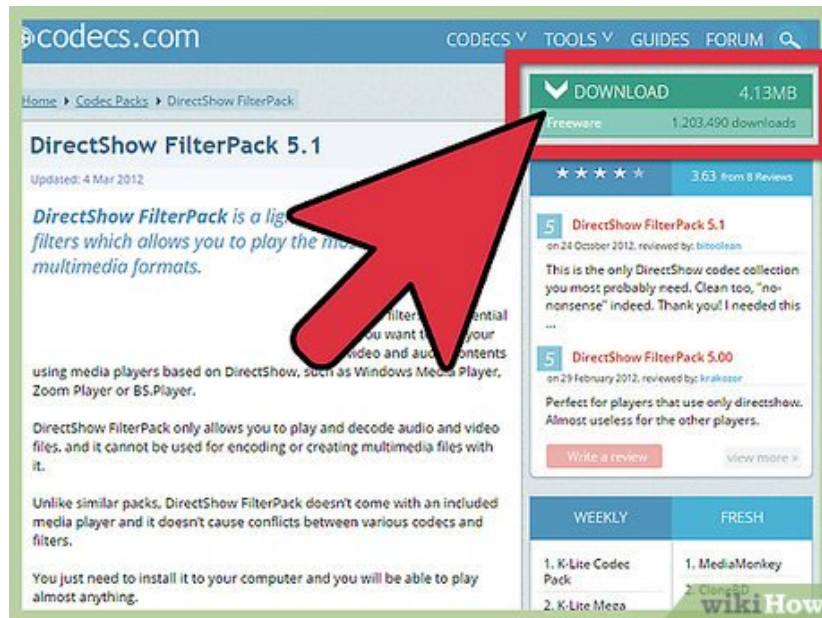 codecs.com
CODECS TOOLS GUIDES FORUM
Home Codec Packs DirectShow FilterPack
DOWNLOAD 4.13MB
Freeware 1.203.490 downloads
DirectShow FilterPack 5.1
Updated: 4 Mar 2012
DirectShow FilterPack is a
filters which allows you to play the
multimedia formats.
you want
video and audio contents
using media players based on DirectShow, such as Windows Media Player,
Zoom Player or BS.Player.
DirectShow FilterPack only allows you to play and decode audio and video
files, and it cannot be used for encoding or creating multimedia files with
it.
Unlike similar packs, DirectShow FilterPack doesn't come with an included
media player and it doesn't cause conflicts between various codecs and
filters.
You just need to install it to your computer and you will be able to play
almost anything.
3.63 from 8 Reviews
5 DirectShow FilterPack 5.1
on 24 October 2012, reviewed by: bitoolean
This is the only DirectShow codec collection
you most probably need. Clean too, "no-
nonsense" indeed. Thank you! I needed this
...
5 DirectShow FilterPack 5.00
on 29 February 2012, reviewed by: krakozor
Perfect for players that use only directshow.
Almost useless for the other players.
Write a review view more »
WEEKLY FRESH
1. K-Lite Codec
Pack
2. K-Lite Mega
1. MediaMonkey
2. CloneBD
wikiHow